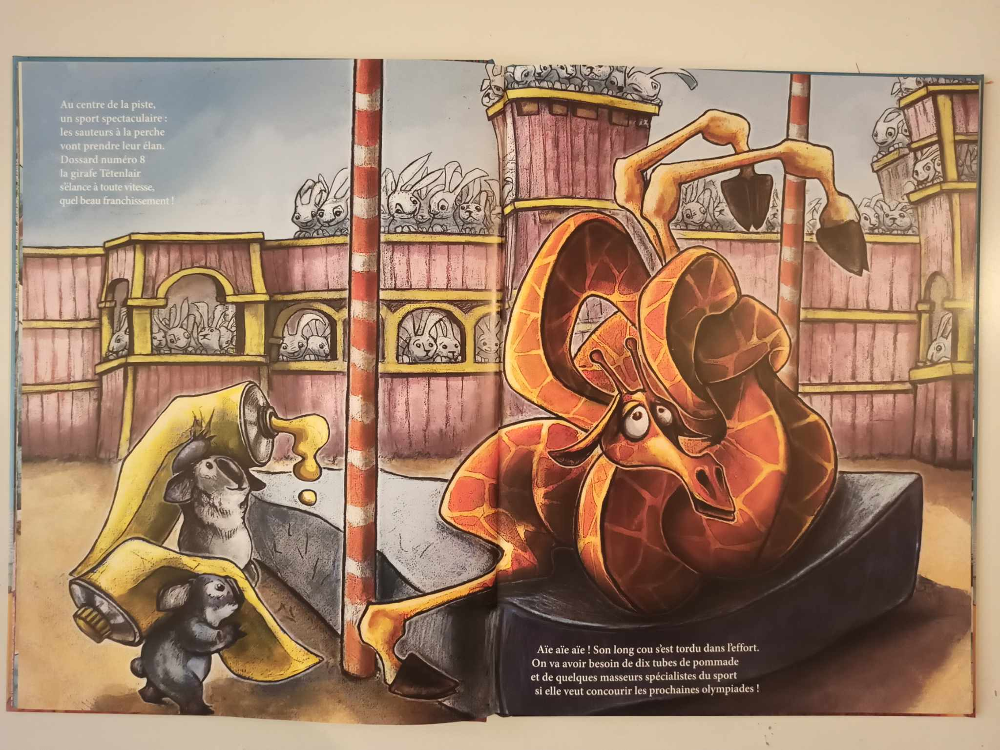 Au centre de la piste,
un sport spectaculaire :
les sauteurs à la perche
vont prendre leur élan.
Dossard numéro 8
la girafe Têtenlair
s'élance à toute vitesse,
quel beau franchissement !
Aïe aïe aïe ! Son long cou s'est tordu dans l'effort.
On va avoir besoin de dix tubes de pommade
et de quelques masseurs spécialistes du sport
si elle veut concourir les prochaines olympiades !